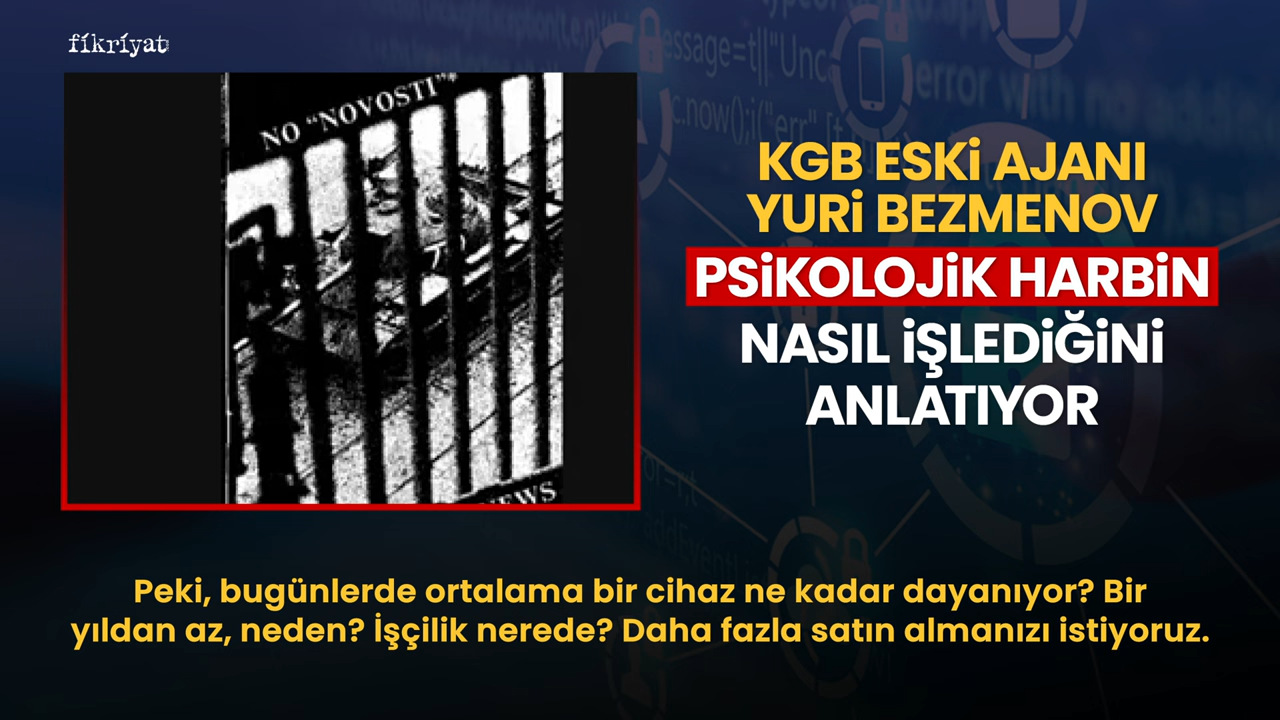 fikriyat
NO "NOVOSTI"*
NEWS
KGB ESKİ AJANI
YURİ BEZMENOV
PSİKOLOJİK HARBİN
NASIL İŞLEDİĞİNİ
ANLATIYOR
Peki, bugünlerde ortalama bir cihaz ne kadar dayanıyor? Bir
yıldan az, neden? İşçilik nerede? Daha fazla satın almanızı istiyoruz.